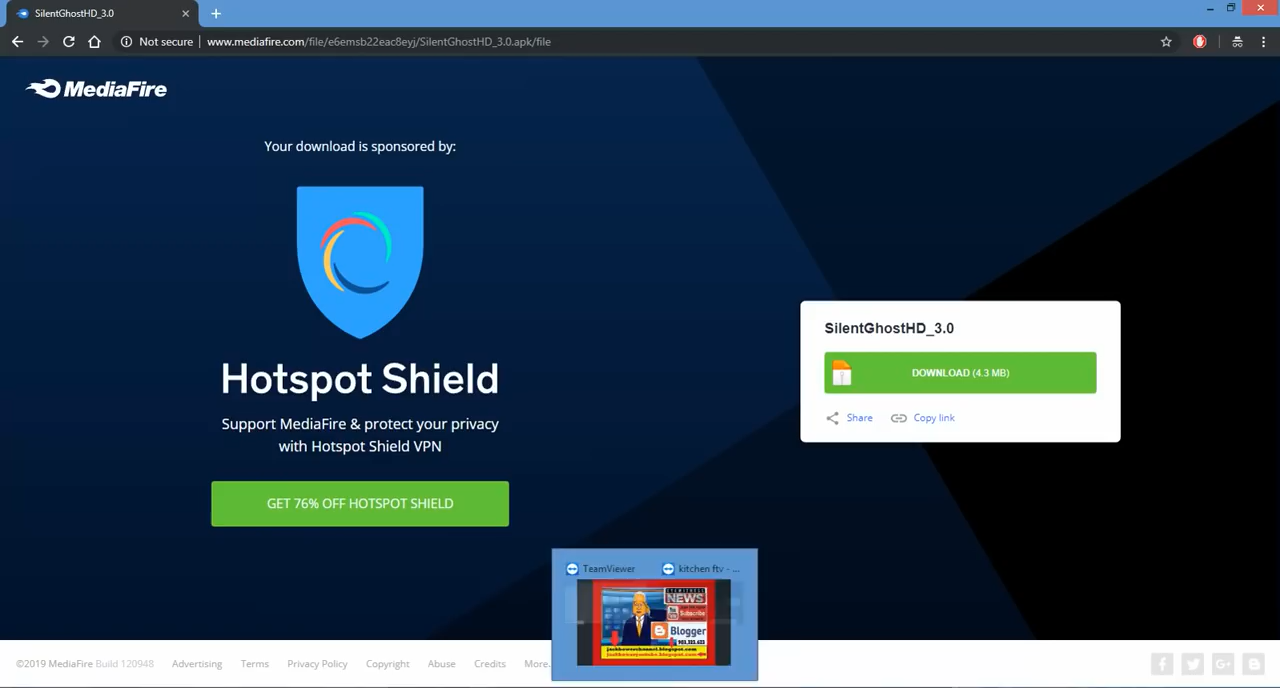 SilentGhostHD_3.0
Not secure
www.mediafire.com/file/e6emsb22eac8eyj/SilentGhostHD_3.0.apk/file
MediaFire
Your download is sponsored by:
Hotspot Shield
Support MediaFire & protect your privacy
with Hotspot Shield VPN
GET 76% OFF HOTSPOT SHIELD
SilentGhostHD_3.0
DOWNLOAD (4.3 MB)
Share
Copy link
TeamViewer
kitchen ftv - ...
NEWS
Subscribe
Blogger
©2019 MediaFire Build 120948
Advertising
Terms
Privacy Policy
Copyright
Abuse
Credits
More.